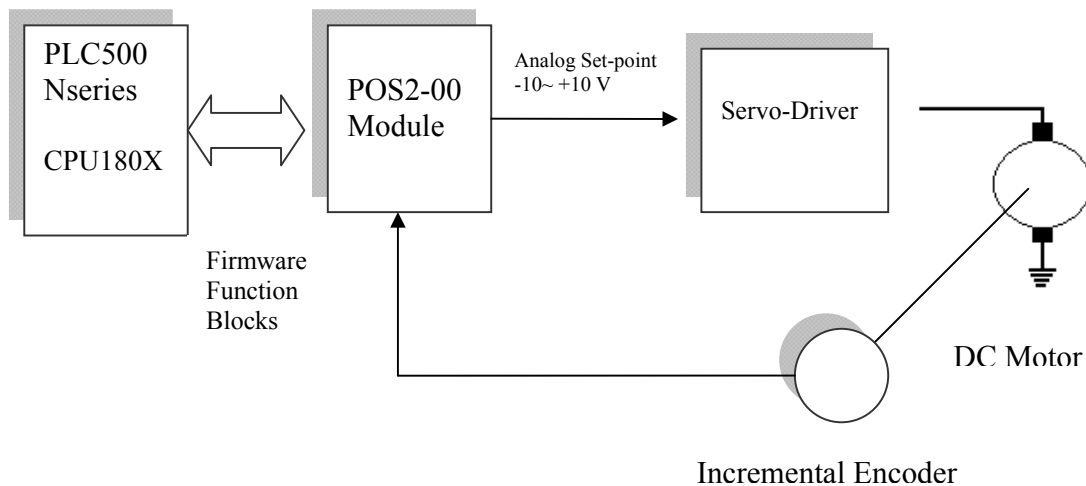 PLC500
Nseries
CPU180X
POS2-00
Module
Analog Set-point
-10~ +10 V
Servo-Driver
Firmware
Function
Blocks
DC Motor
Incremental Encoder